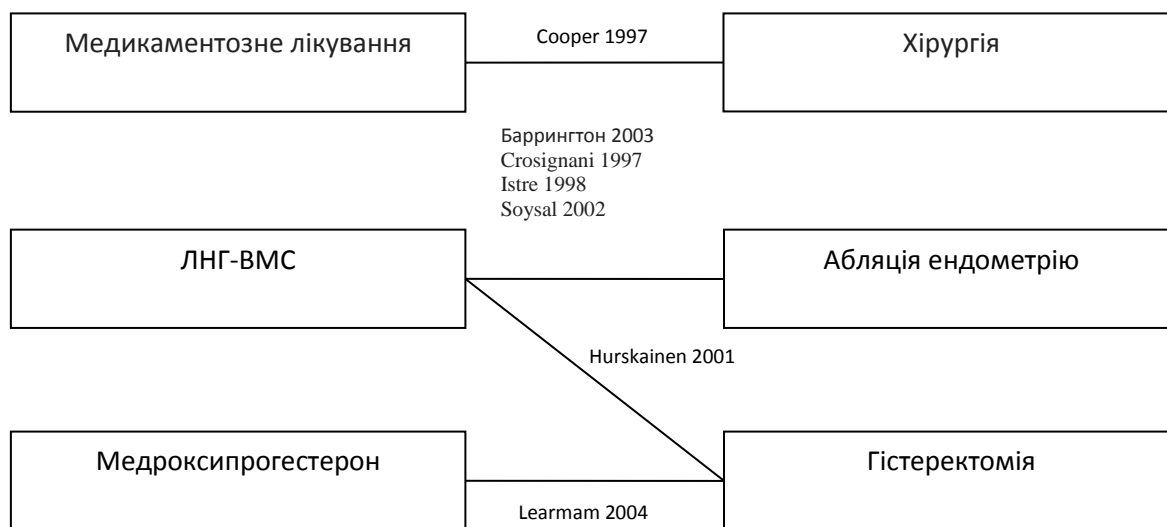 Медикаментозне лікування
Cooper 1997
Хірургія
Баррингтон 2003
Crosignani 1997
Istre 1998
Soysal 2002
ЛНГ-ВМС
Абляція ендометрію
Hurskainen 2001
Медроксипрогестерон
Гістеректомія
Learmam 2004